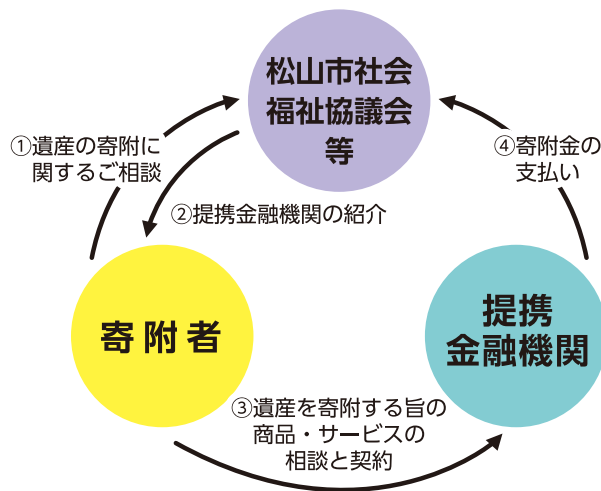 松山市社会
福祉協議会
等
①遺産の寄附に
関するご相談
②提携金融機関の紹介
④寄附金の
支払い
寄附者
提携
金融機関
③遺産を寄附する旨の
商品・サービスの
相談と契約